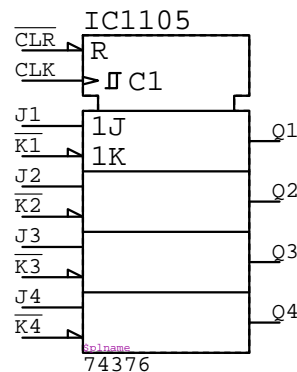 IC1105
CLR
R
CLK
C1
J1
1J
Q1
K1
1K
J2
Q2
K2
J3
Q3
K3
J4
Q4
K4
$plname
74376